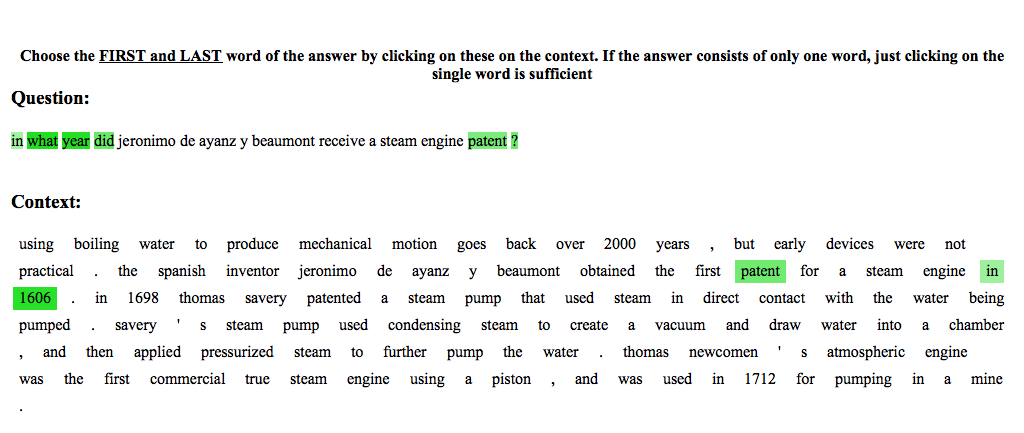 Choose the FIRST and LAST word of the answer by clicking on these on the context. If the answer consists of only one word, just clicking on the
single word is sufficient
Question:
in what year did jeronimo de ayanz y beaumont receive a steam engine patent ?
Context:
using boiling water to produce mechanical motion goes back over 2000 years , but early devices were not
practical . the spanish inventor jeronimo de ayanz y beaumont obtained the first patent for a steam engine in
1606 . in 1698 thomas savery patented a steam pump that used steam in direct contact with the water being
pumped . savery ' s steam pump used condensing steam to create a vacuum and draw water into a chamber
, and then applied pressurized steam to further pump the water . thomas newcomen ' s atmospheric engine
was the first commercial true steam engine using a piston , and was used in 1712 for pumping in a mine
.